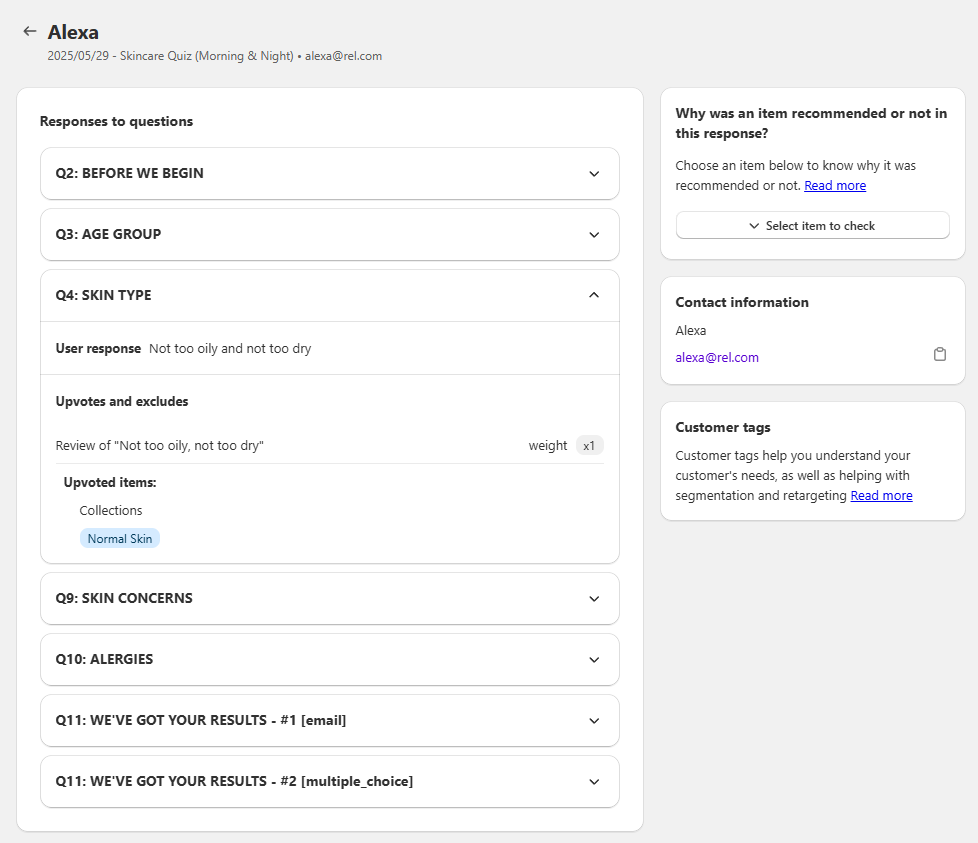 Alexa
2025/05/29 - Skincare Quiz (Morning & Night) • alexa@rel.com
Responses to questions
Q2: BEFORE WE BEGIN
Q3: AGE GROUP
Q4: SKIN TYPE
User response Not too oily and not too dry
Upvotes and excludes
Review of "Not too oily, not too dry" weight x1
Upvoted items:
Collections
Normal Skin
Q9: SKIN CONCERNS
Q10: ALERGIES
Q11: WE'VE GOT YOUR RESULTS - #1 [email]
Q11: WE'VE GOT YOUR RESULTS - #2 [multiple_choice]
Why was an item recommended or not in
this response?
Choose an item below to know why it was
recommended or not. Read more
Select item to check
Contact information
Alexa
alexa@rel.com
Customer tags
Customer tags help you understand your
customer's needs, as well as helping with
segmentation and retargeting Read more